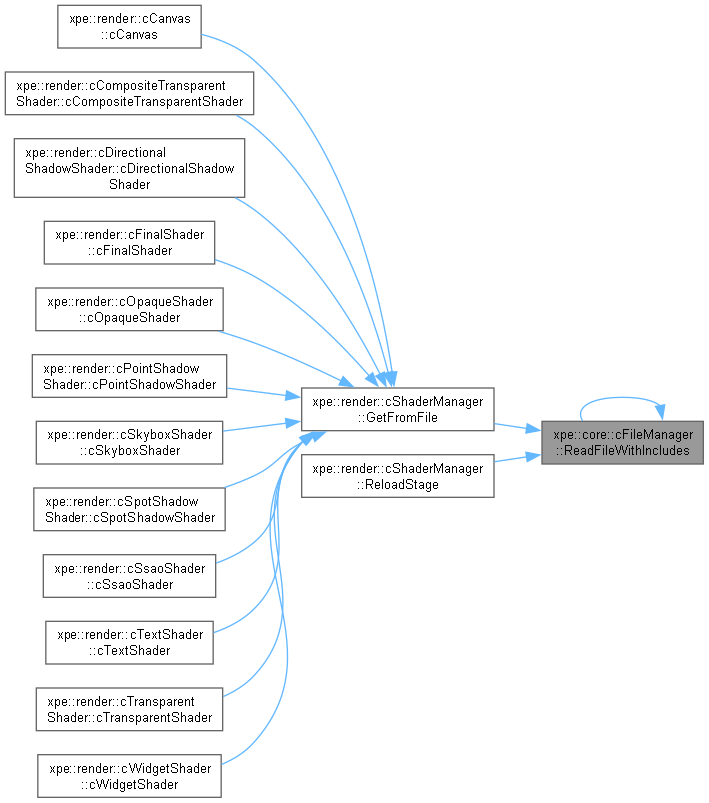 xpe::render::cCanvas
::cCanvas
xpe::render::cCompositeTransparent
Shader::cCompositeTransparentShader
xpe::render::cDirectional
ShadowShader::cDirectionalShadow
Shader
xpe::render::cFinalShader
::cFinalShader
xpe::render::cOpaqueShader
::cOpaqueShader
xpe::render::cPointShadow
Shader::cPointShadowShader
xpe::render::cShaderManager
::GetFromFile
xpe::render::cSkyboxShader
::cSkyboxShader
xpe::core::cFileManager
::ReadFileWithIncludes
xpe::render::cShaderManager
::ReloadStage
xpe::render::cSpotShadow
Shader::cSpotShadowShader
xpe::render::cSsaoShader
::cSsaoShader
xpe::render::cTextShader
::cTextShader
xpe::render::cTransparent
Shader::cTransparentShader
xpe::render::cWidgetShader
::cWidgetShader